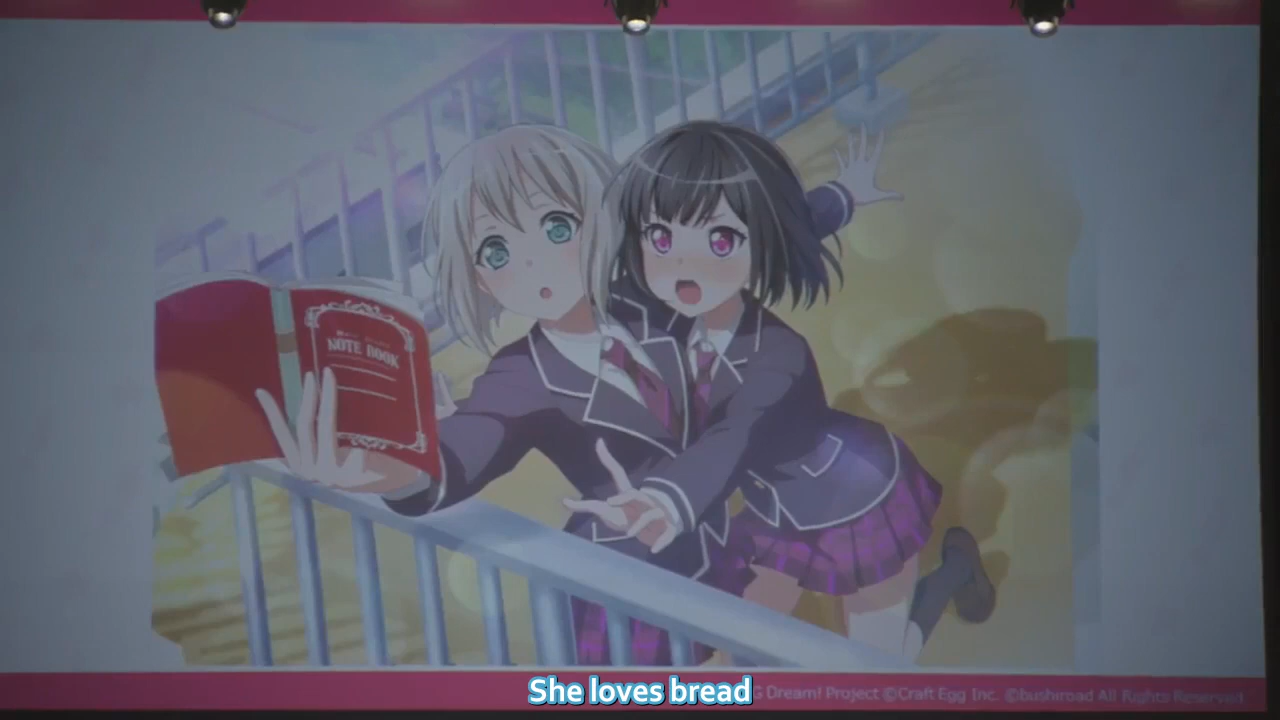 NOTE BOOK
She loves bread
G Dream! Project ©Craft Egg Inc. ©bushiroad All Rights Reserved.